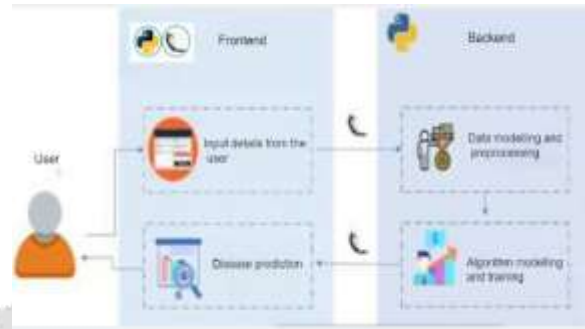 Frontend
Backend
User
Input details from the
user
Data modelling and
preprocessing
Disease prediction
Algorithm modelling
and training